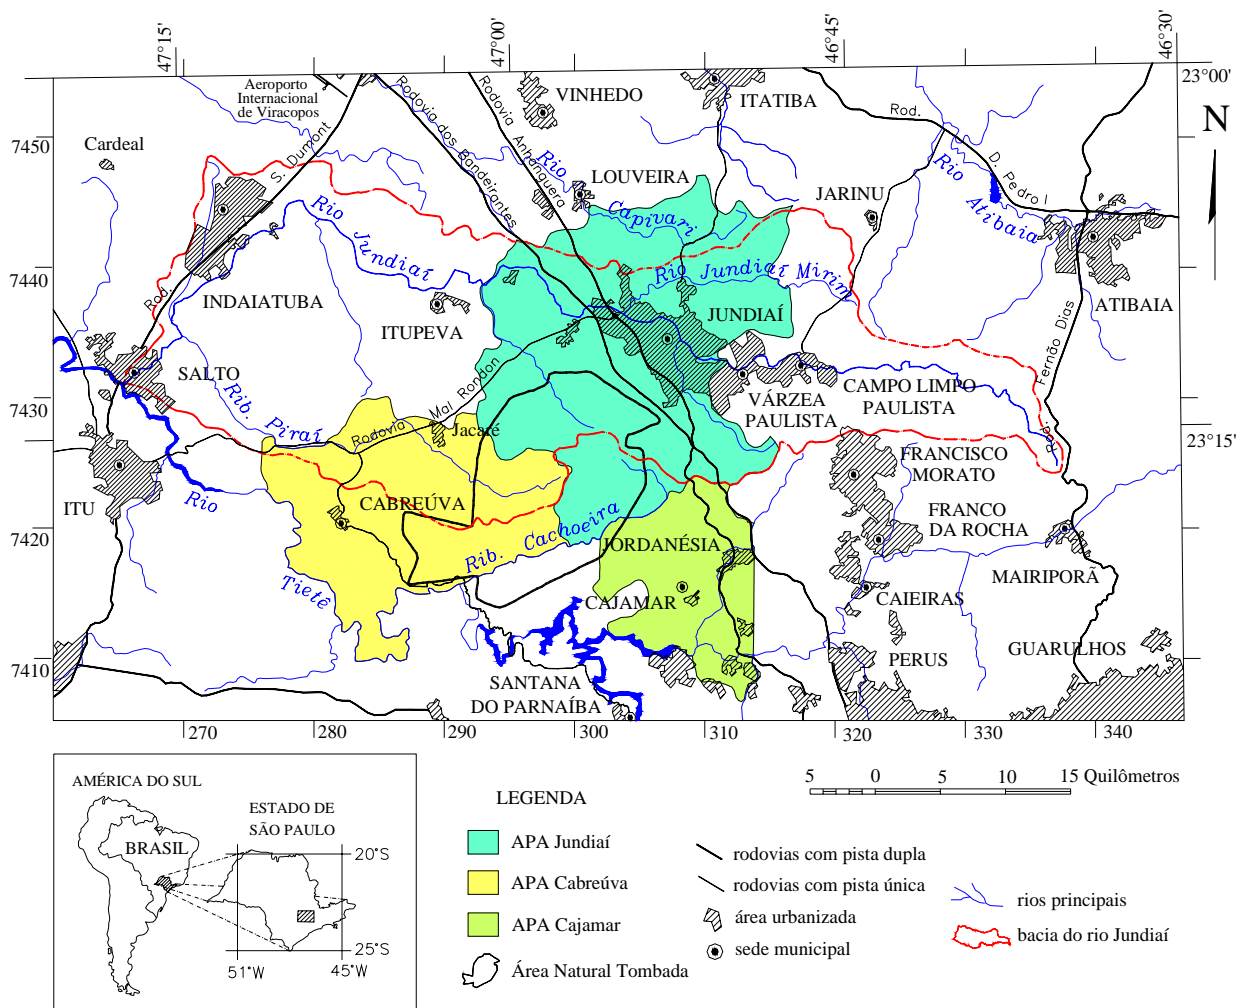 47°15'
47°00'
46°45'
46°30'
23°00'
23°15'
N
7450
7440
7430
7420
7410
270
280
290
300
310
320
330
340
Aeroporto
Internacional
de Viracopos
Cardeal
S. Dumont
Rod.
Rodovia dos Bandeirantes
Rodovia Anhanguera
VINHEDO
ITATIBA
Rod.
D.
Pedro I
Rio
Atibaia
LOUVEIRA
Rio
Capivari
JARINU
ATIBAIA
Rio
Jundiaí
Rio Jundiaí Mirim
INDAIATUBA
ITUPEVA
JUNDIAÍ
Fernão Dias
Rod.
SALTO
Rib. Piraí
Rodovia
Mal Rondon
Jacaré
VÁRZEA
PAULISTA
CAMPO LIMPO
PAULISTA
ITU
Rio
Tietê
CABREÚVA
Rib. Cachoeira
JORDANÉSIA
FRANCISCO
MORATO
FRANCO
DA ROCHA
MAIRIPORÃ
CAJAMAR
CAIEIRAS
PERUS
GUARULHOS
SANTANA
DO PARNAÍBA
AMÉRICA DO SUL
BRASIL
ESTADO DE
SÃO PAULO
20°S
25°S
51°W
45°W
5 0 5 10 15 Quilômetros
LEGENDA
APA Jundiaí
APA Cabreúva
APA Cajamar
Área Natural Tombada
rodovias com pista dupla
rodovias com pista única
área urbanizada
sede municipal
rios principais
bacia do rio Jundiaí